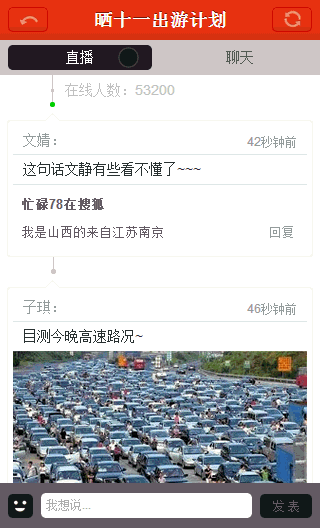 晒十一出游计划
直播
聊天
在线人数：53200
文婧：
42秒钟前
这句话文静有些看不懂了~~~
忙碌78在搜狐
我是山西的来自江苏南京
回复
子琪：
46秒钟前
目测今晚高速路况~
我想说...
发表